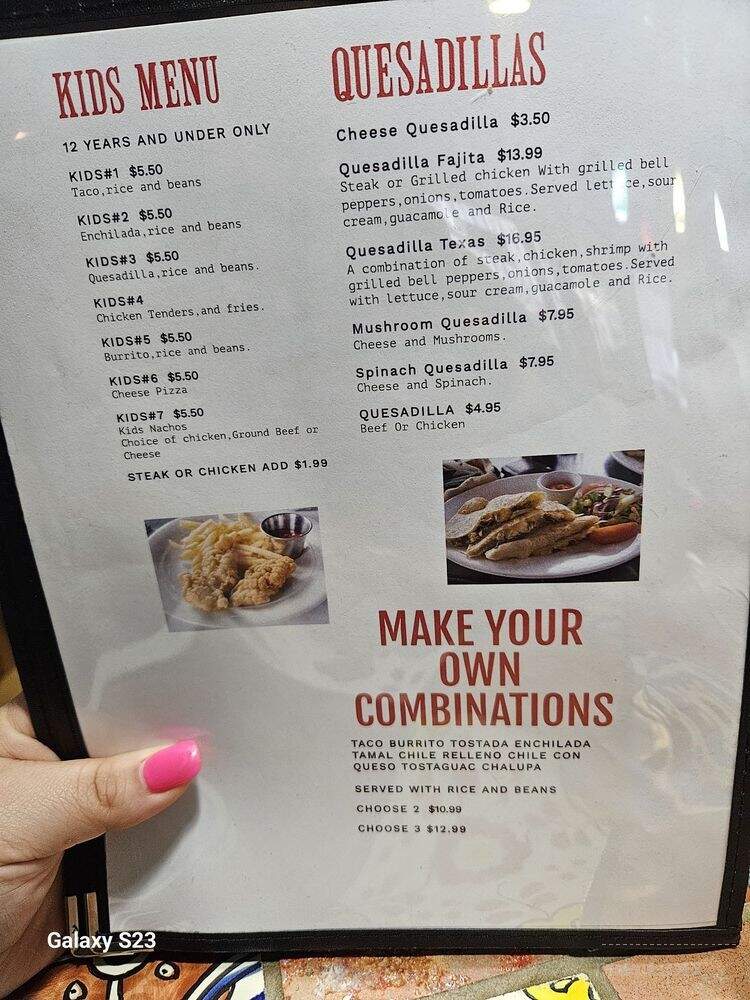 KIDS MENU
12 YEARS AND UNDER ONLY
KIDS#1 $5.50
Taco,rice and beans
KIDS#2 $5.50
Enchilada,rice and beans
KIDS#3 $5.50
Quesadilla,rice and beans.
KIDS#4
Chicken Tenders,and fries.
KIDS#5 $5.50
Burrito,rice and beans.
KIDS#6 $5.50
Cheese Pizza
KIDS#7 $5.50
Kids Nachos
Choice of chicken,Ground Beef or
Cheese
STEAK OR CHICKEN ADD $1.99
QUESADILLAS
Cheese Quesadilla $3.50
Quesadilla Fajita $13.99
Steak or Grilled chicken With grilled bell
peppers,onions,tomatoes.Served lettuce,sour
cream,guacamole and Rice.
Quesadilla Texas $16.95
A combination of steak,chicken,shrimp with
grilled bell peppers,onions,tomatoes.Served
with lettuce,sour cream,guacamole and Rice.
Mushroom Quesadilla $7.95
Cheese and Mushrooms.
Spinach Quesadilla $7.95
Cheese and Spinach.
QUESADILLA $4.95
Beef Or Chicken
MAKE YOUR
OWN
COMBINATIONS
TACO BURRITO TOSTADA ENCHILADA
TAMAL CHILE RELLENO CHILE CON
QUESO TOSTAGUAC CHALUPA
SERVED WITH RICE AND BEANS
CHOOSE 2 $10.99
CHOOSE 3 $12.99
Galaxy S23